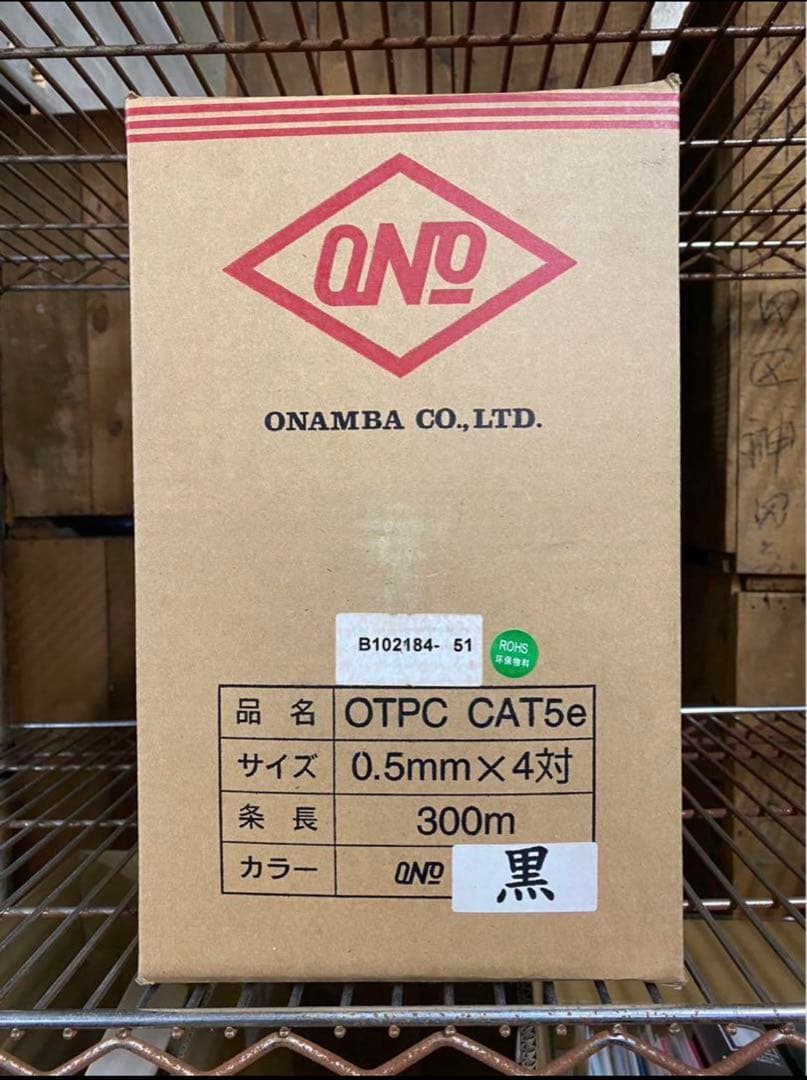 ONO
ONAMBA CO.,LTD.
B102184- 51
ROHS
环保物料
品名 OTPC CAT5e
サイズ 0.5mm×4対
条長 300m
カラー ONO 黒